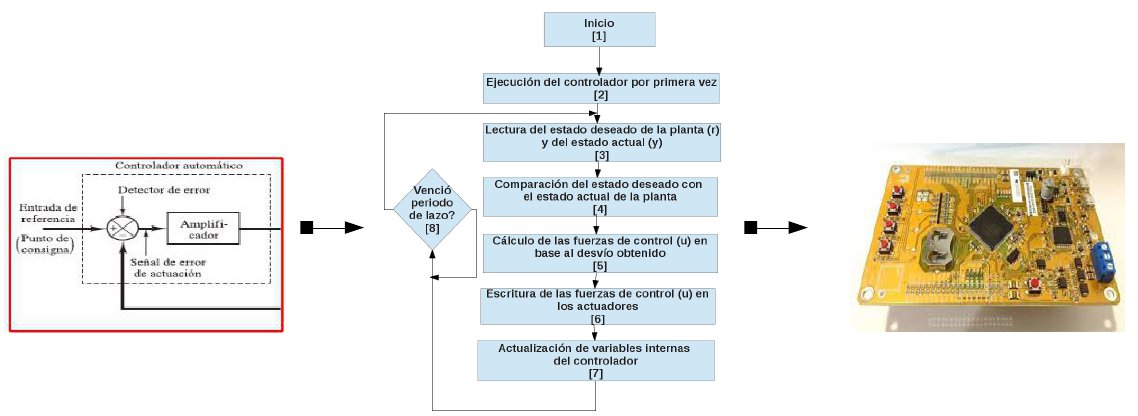 Controlador automático
Detector de error
Entrada de
referencia
(Punto de
consigna)
+
−
Amplifi-
cador
Señal de error
de actuación
Inicio
[1]
Ejecución del controlador por primera vez
[2]
Lectura del estado deseado de la planta (r)
y del estado actual (y)
[3]
Comparación del estado deseado con
el estado actual de la planta
[4]
Cálculo de las fuerzas de control (u) en
base al desvío obtenido
[5]
Escritura de las fuerzas de control (u) en
los actuadores
[6]
Actualización de variables internas
del controlador
[7]
Venció
periodo
de lazo?
[8]